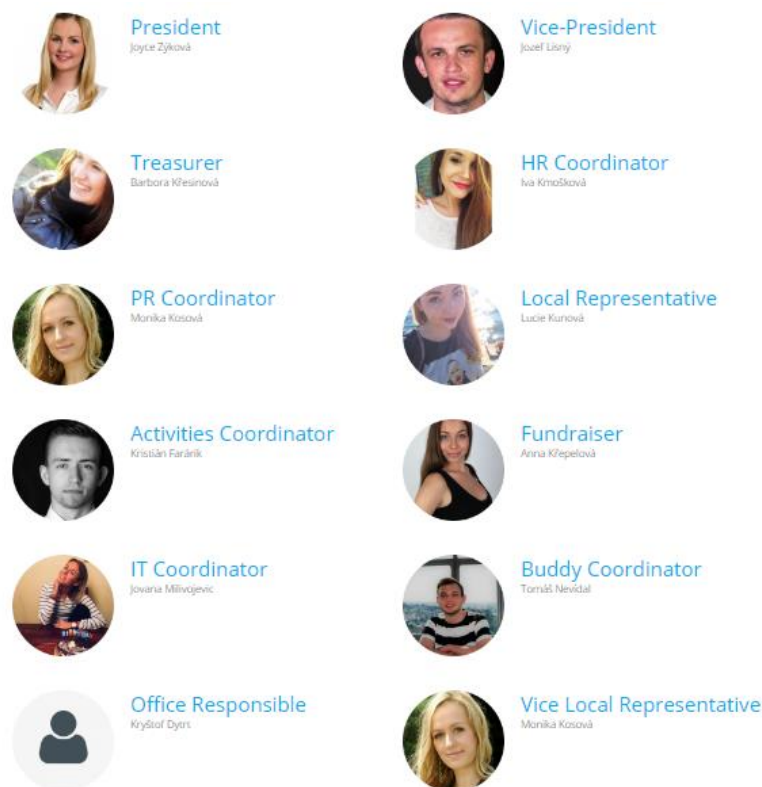 President
Joyce Zýková
Vice-President
Jozef Lisný
Treasurer
Barbora Křesinová
HR Coordinator
Iva Kmošková
PR Coordinator
Monika Kosová
Local Representative
Lucie Kunová
Activities Coordinator
Kristián Farárik
Fundraiser
Anna Křepelová
IT Coordinator
Jovana Milivojevic
Buddy Coordinator
Tomáš Nevídal
Office Responsible
Kryštof Dytrt
Vice Local Representative
Monika Kosová